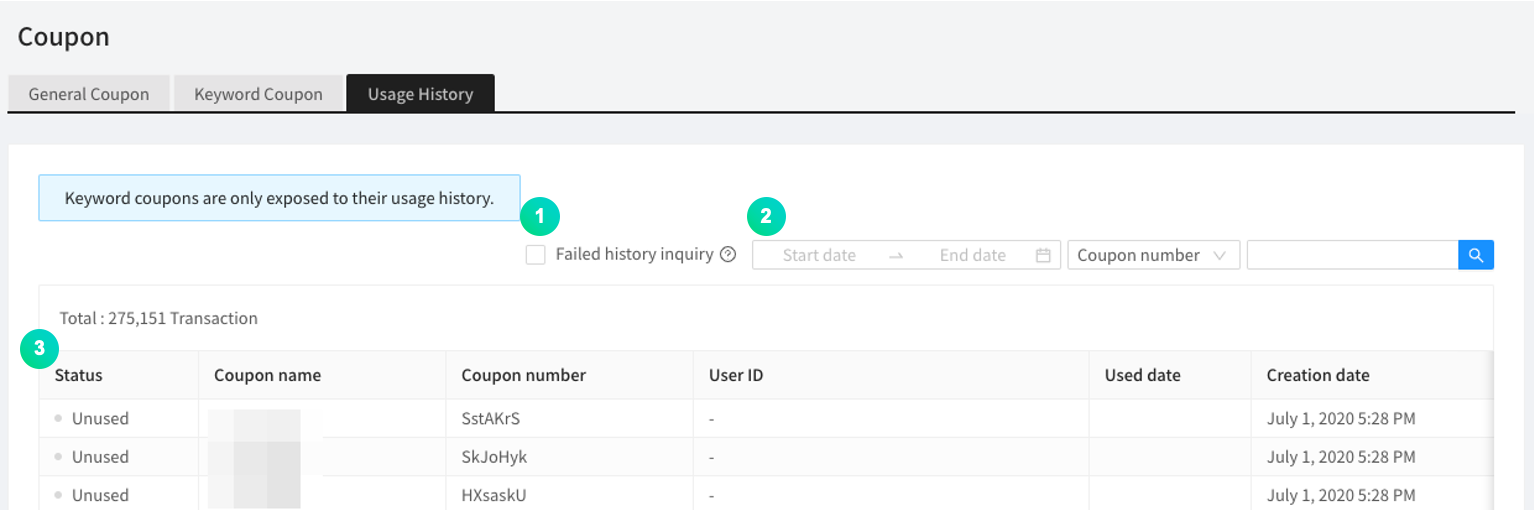 Coupon
General Coupon Keyword Coupon Usage History
Keyword coupons are only exposed to their usage history.
1 2
Failed history inquiry Start date → End date Coupon number
Total : 275,151 Transaction
3
Status Coupon name Coupon number User ID Used date Creation date
Unused SstAKrS - July 1, 2020 5:28 PM
Unused SkJoHyk - July 1, 2020 5:28 PM
Unused HXsaskU - July 1, 2020 5:28 PM